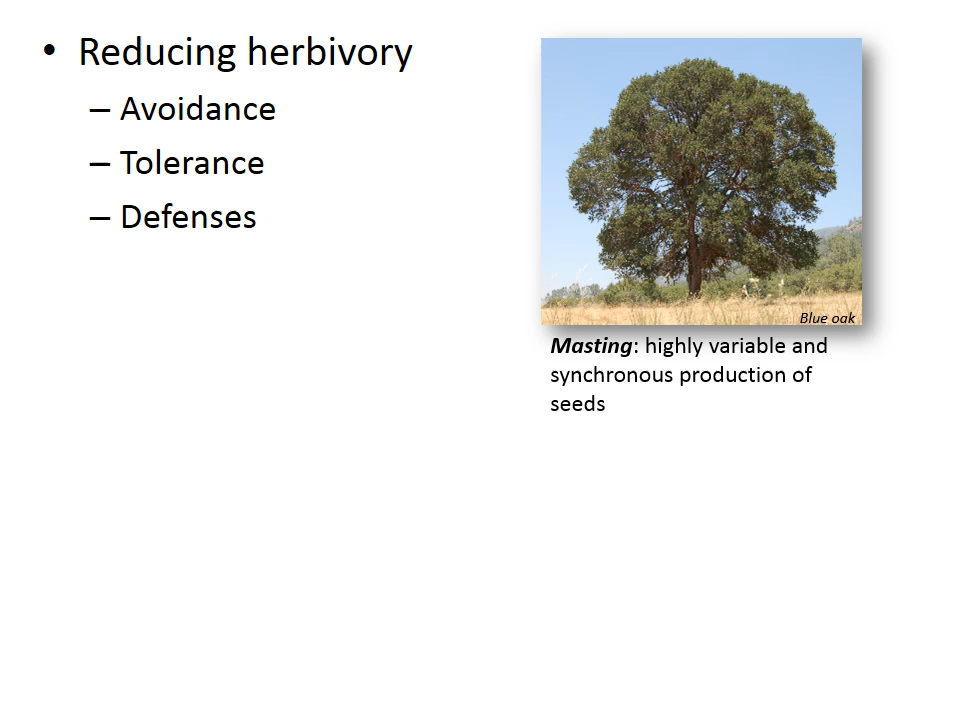 • Reducing herbivory
– Avoidance
– Tolerance
– Defenses
Blue oak
Masting: highly variable and
synchronous production of
seeds